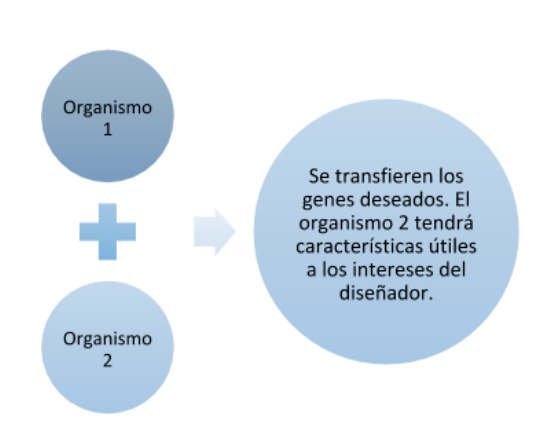 Organismo
1
Organismo
2
Se transfieren los
genes deseados. El
organismo 2 tendrá
características útiles
a los intereses del
diseñador.